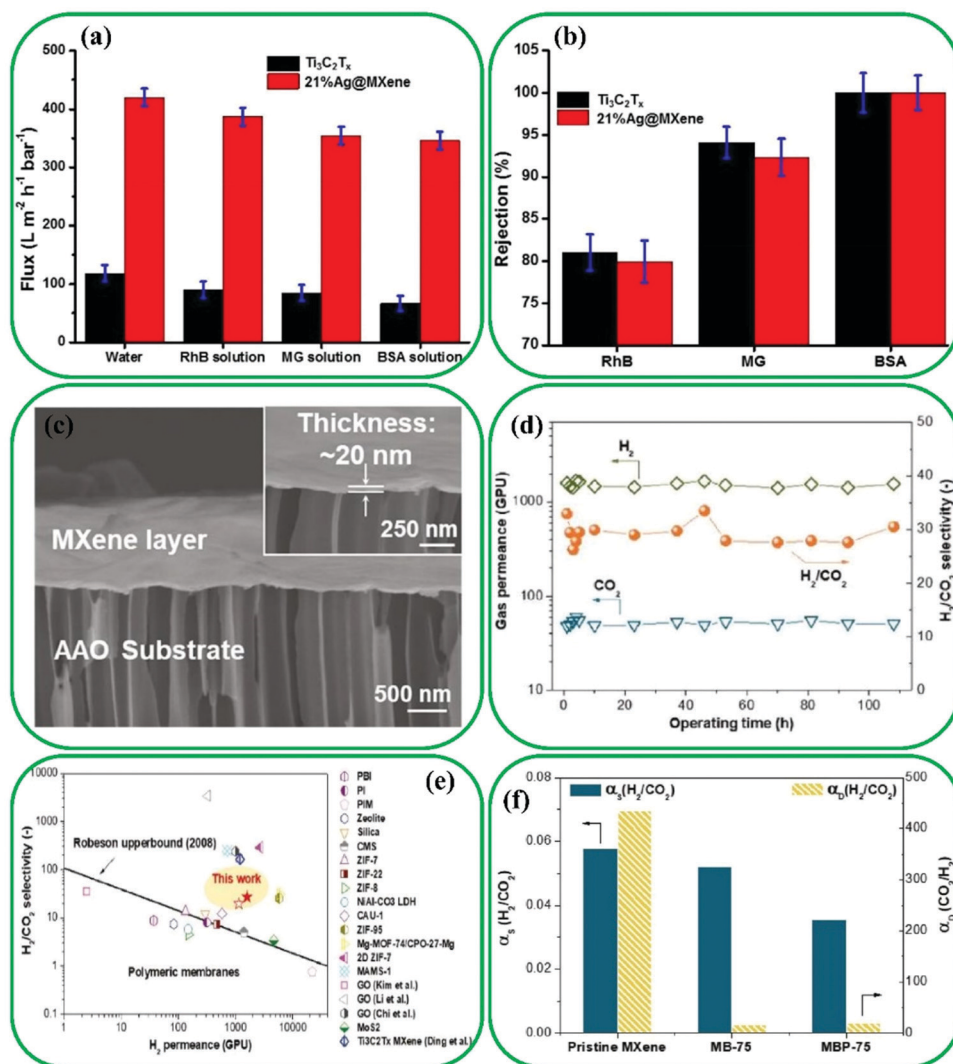 (a)
Ti₃C₂Tₓ
21%Ag@MXene
Flux (L m⁻² h⁻¹ bar⁻¹)
500
400
300
200
100
0
Water
RhB solution
MG solution
BSA solution
(b)
Ti₃C₂Tₓ
21%Ag@MXene
Rejection (%)
100
95
90
85
80
75
70
RhB
MG
BSA
(c)
Thickness:
~20 nm
250 nm
MXene layer
AAO Substrate
500 nm
(d)
Gas permeance (GPU)
1000
100
10
H₂
H₂/CO₂
CO₂
50
40
30
20
10
0
H₂/CO₂ selectivity (-)
0
20
40
60
80
100
Operating time (h)
(e)
H₂/CO₂ selectivity (-)
10000
1000
100
10
1
0.1
Robeson upperbound (2008)
This work
Polymeric membranes
1
10
100
1000
10000
H₂ permeance (GPU)
PBI
PI
PIM
Zeolite
Silica
CMS
ZIF-7
ZIF-22
ZIF-8
NiAl-CO3 LDH
CAU-1
ZIF-95
Mg-MOF-74/CPO-27-Mg
2D ZIF-7
MAMS-1
GO (Kim et al.)
GO (Li et al.)
GO (Chi et al.)
MoS2
Ti3C2Tx MXene (Ding et al.)
(f)
α_S(H₂/CO₂)
α_D(H₂/CO₂)
α_S (H₂/CO₂)
0.08
0.06
0.04
0.02
0.00
500
400
300
200
100
0
α_D (CO₂/H₂)
Pristine MXene
MB-75
MBP-75